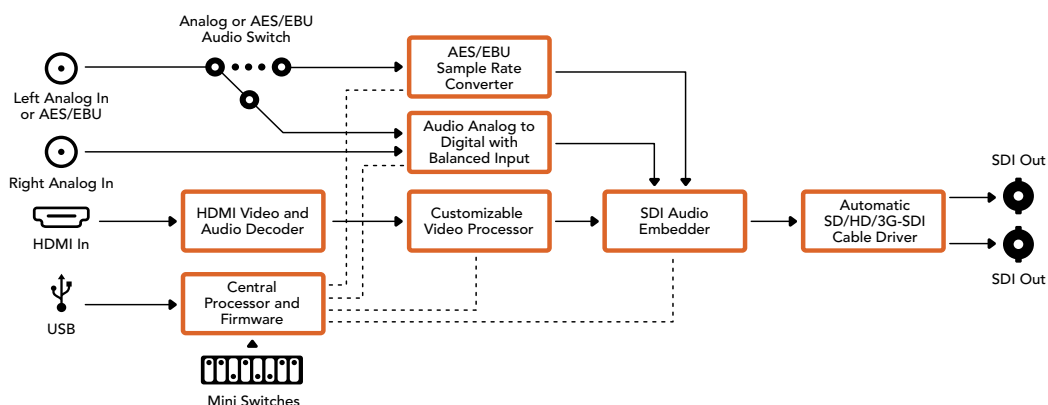 Analog or AES/EBU
Audio Switch
Left Analog In
or AES/EBU
AES/EBU
Sample Rate
Converter
Right Analog In
Audio Analog to
Digital with
Balanced Input
HDMI In
HDMI Video and
Audio Decoder
Customizable
Video Processor
SDI Audio
Embedder
Automatic
SD/HD/3G-SDI
Cable Driver
SDI Out
SDI Out
USB
Central
Processor and
Firmware
Mini Switches